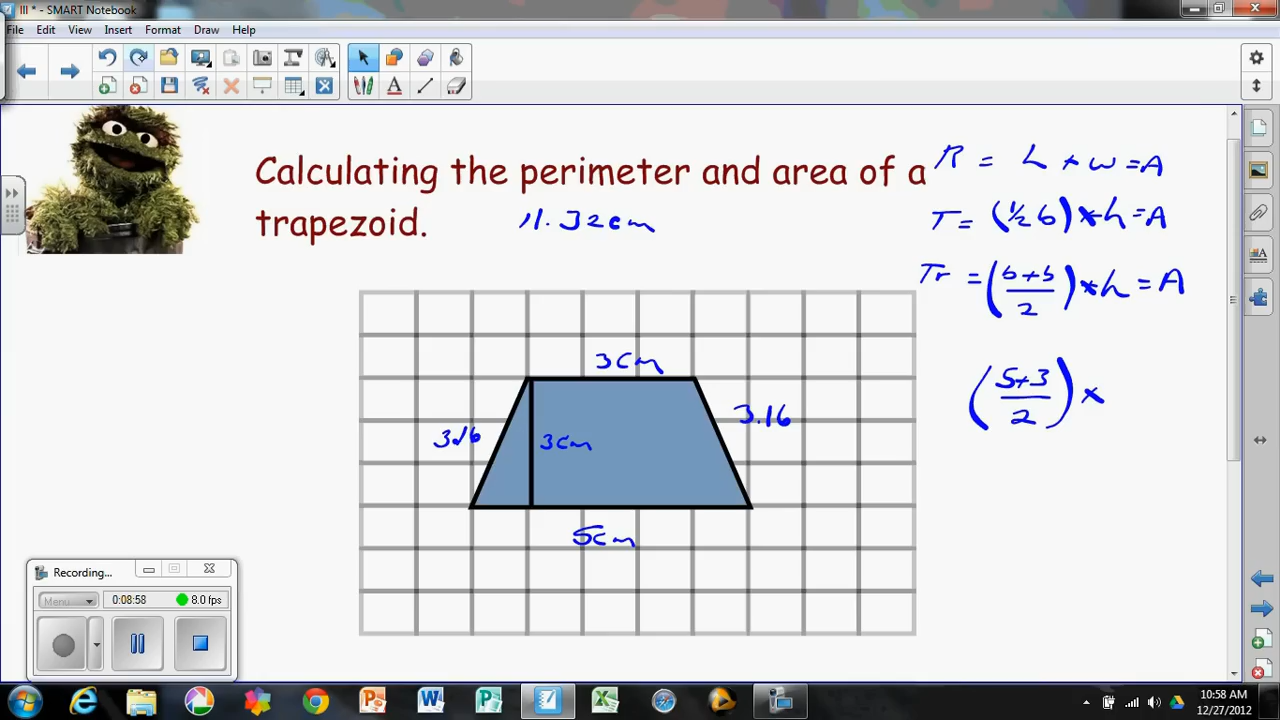 III * - SMART Notebook
File Edit View Insert Format Draw Help
Calculating the perimeter and area of a
trapezoid.
11.32cm
R = L * w = A
T = (½ b) * h = A
Tr = (b+b/2) * h = A
(5+3/2) *
3cm
3.16
3.16
3cm
5cm
Recording...
Menu
0:08:58
8.0 fps
10:58 AM
12/27/2012